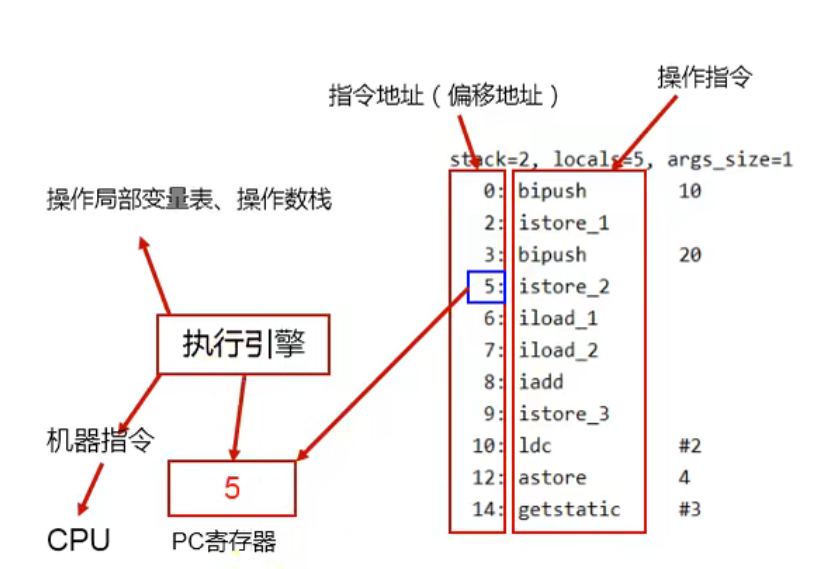 操作指令
指令地址（偏移地址）
stack=2, locals=5, args_size=1
0: bipush 10
2: istore_1
3: bipush 20
5: istore_2
6: iload_1
7: iload_2
8: iadd
9: istore_3
10: ldc #2
12: astore 4
14: getstatic #3
操作局部变量表、操作数栈
执行引擎
机器指令
CPU
5
PC寄存器